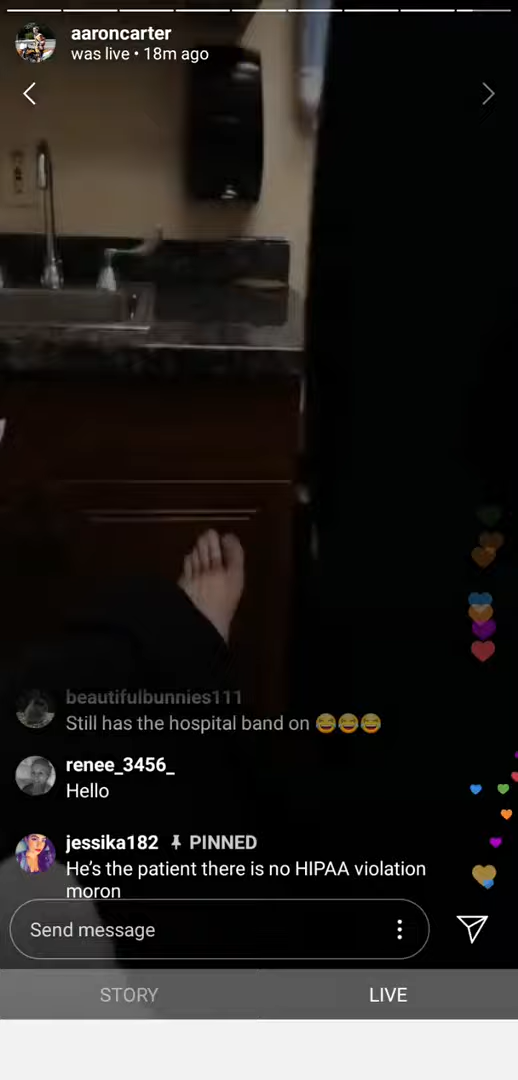 aaroncarter
was live • 18m ago
beautifulbunnies111
Still has the hospital band on 😂😂😂
renee_3456_
Hello
jessika182 PINNED
He's the patient there is no HIPAA violation
moron
Send message
STORY LIVE